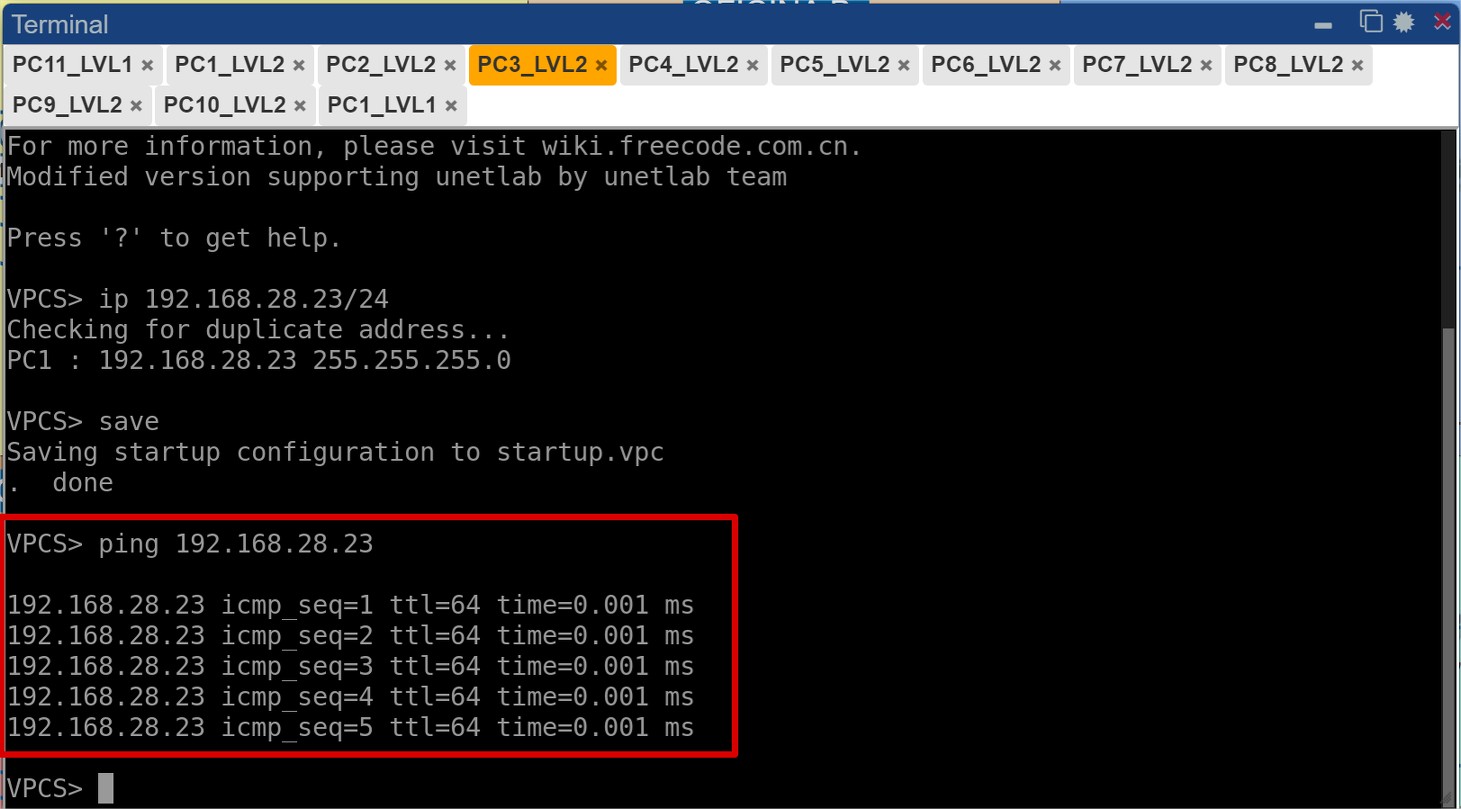 Terminal
PC11_LVL1 × PC1_LVL2 × PC2_LVL2 × PC3_LVL2 × PC4_LVL2 × PC5_LVL2 × PC6_LVL2 × PC7_LVL2 × PC8_LVL2 ×
PC9_LVL2 × PC10_LVL2 × PC1_LVL1 ×
For more information, please visit wiki.freecode.com.cn.
Modified version supporting unetlab by unetlab team
Press '?' to get help.
VPCS> ip 192.168.28.23/24
Checking for duplicate address...
PC1 : 192.168.28.23 255.255.255.0
VPCS> save
Saving startup configuration to startup.vpc
.  done
VPCS> ping 192.168.28.23
192.168.28.23 icmp_seq=1 ttl=64 time=0.001 ms
192.168.28.23 icmp_seq=2 ttl=64 time=0.001 ms
192.168.28.23 icmp_seq=3 ttl=64 time=0.001 ms
192.168.28.23 icmp_seq=4 ttl=64 time=0.001 ms
192.168.28.23 icmp_seq=5 ttl=64 time=0.001 ms
VPCS>